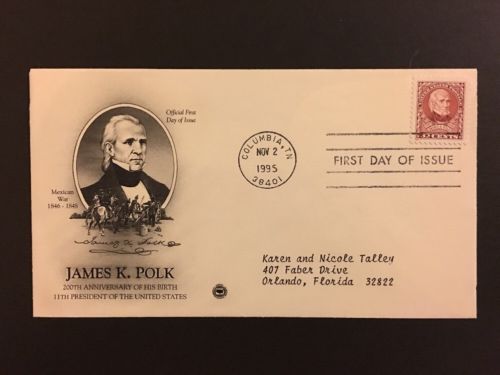 Official First
Day of Issue
COLUMBIA, TN
NOV 2
1995
38401
FIRST DAY OF ISSUE
Mexican
War
1846 - 1848
James K. Polk
JAMES K. POLK
200TH ANNIVERSARY OF HIS BIRTH
11TH PRESIDENT OF THE UNITED STATES
Karen and Nicole Talley
407 Faber Drive
Orlando, Florida 32822